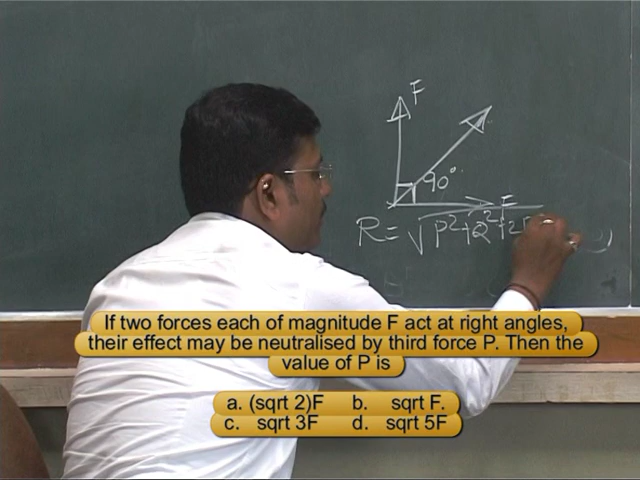 F
90°
F
R = √P²+Q²+2P
If two forces each of magnitude F act at right angles,
their effect may be neutralised by third force P. Then the
value of P is
a. (sqrt 2)F b. sqrt F.
c. sqrt 3F d. sqrt 5F